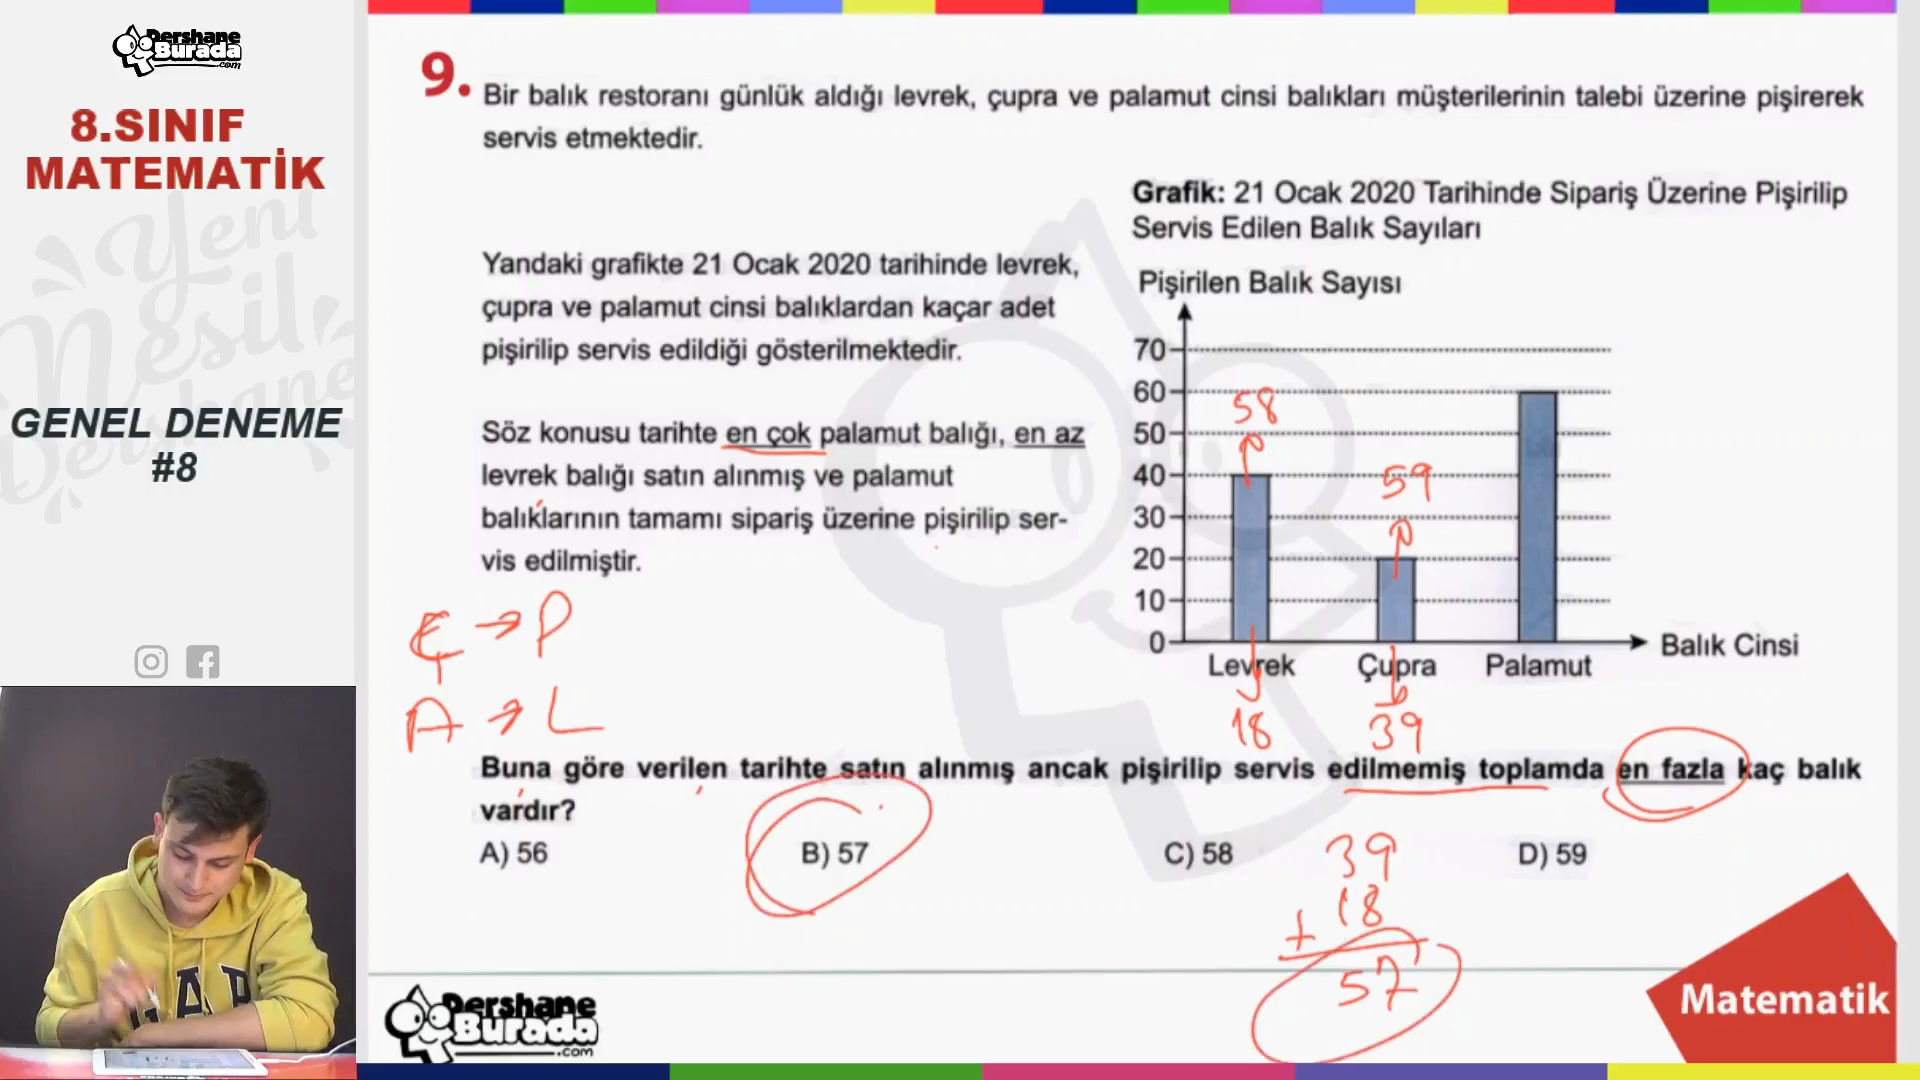 Dershane
Burada
.com
8.SINIF
MATEMATİK
Yeni
Nesil
Dershane
GENEL DENEME
#8
9.
Bir balık restoranı günlük aldığı levrek, çupra ve palamut cinsi balıkları müşterilerinin talebi üzerine pişirerek
servis etmektedir.
Yandaki grafikte 21 Ocak 2020 tarihinde levrek,
çupra ve palamut cinsi balıklardan kaçar adet
pişirilip servis edildiği gösterilmektedir.
Söz konusu tarihte en çok palamut balığı, en az
levrek balığı satın alınmış ve palamut
balıklarının tamamı sipariş üzerine pişirilip ser-
vis edilmiştir.
Grafik: 21 Ocak 2020 Tarihinde Sipariş Üzerine Pişirilip
Servis Edilen Balık Sayıları
Pişirilen Balık Sayısı
70
60
50
40
30
20
10
0
58
59
Levrek Çupra Palamut
Balık Cinsi
18 39
Ç → P
A → L
Buna göre verilen tarihte satın alınmış ancak pişirilip servis edilmemiş toplamda en fazla kaç balık
vardır?
A) 56 B) 57 C) 58 D) 59
39
+ 18
57
Dershane
Burada
.com
Matematik